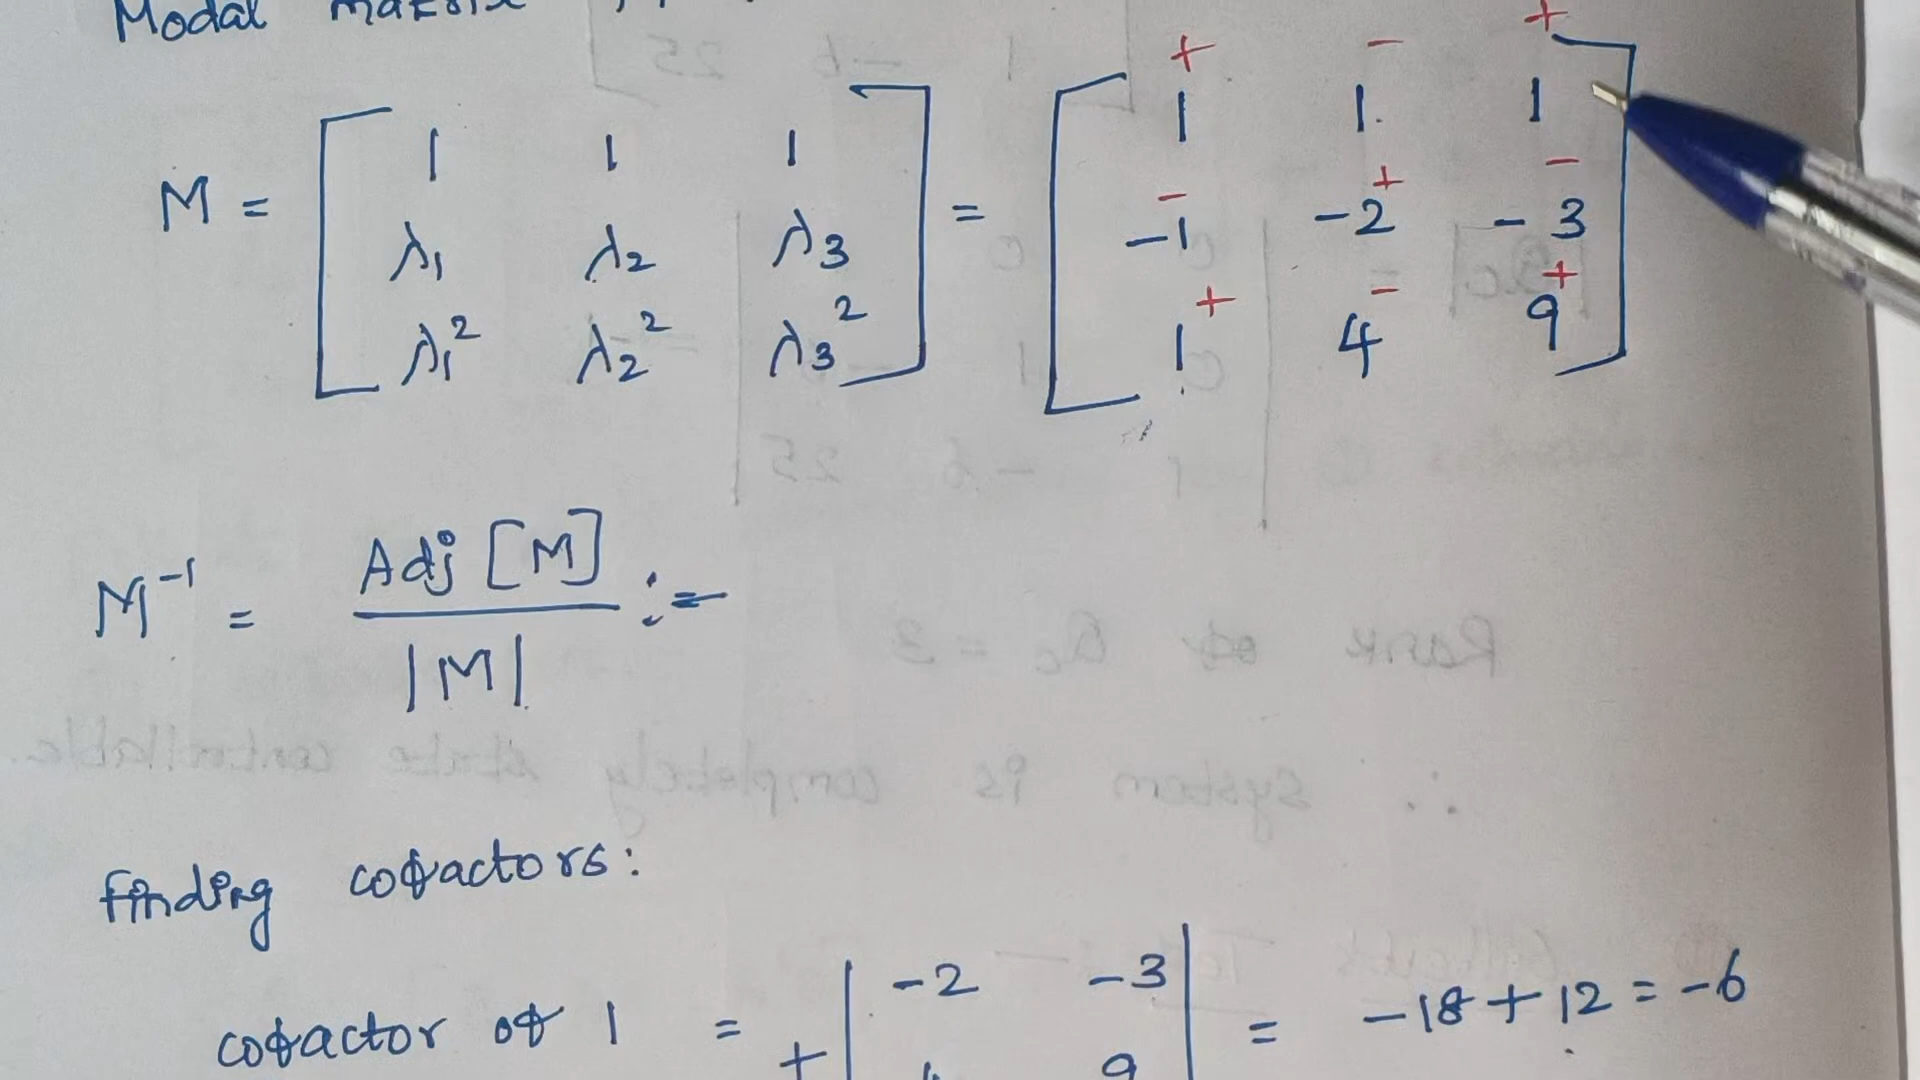 Modal matrix
M = [ 1 1 1 = [ 1 1 1
λ1 λ2 λ3 -1 -2 -3
λ1² λ2² λ3² ] 1 4 9 ]
+ - +
- + -
+ - +
M⁻¹ = Adj [M] / |M| :-
Finding cofactors:
cofactor of 1 = + | -2 -3 | = -18 + 12 = -6
9